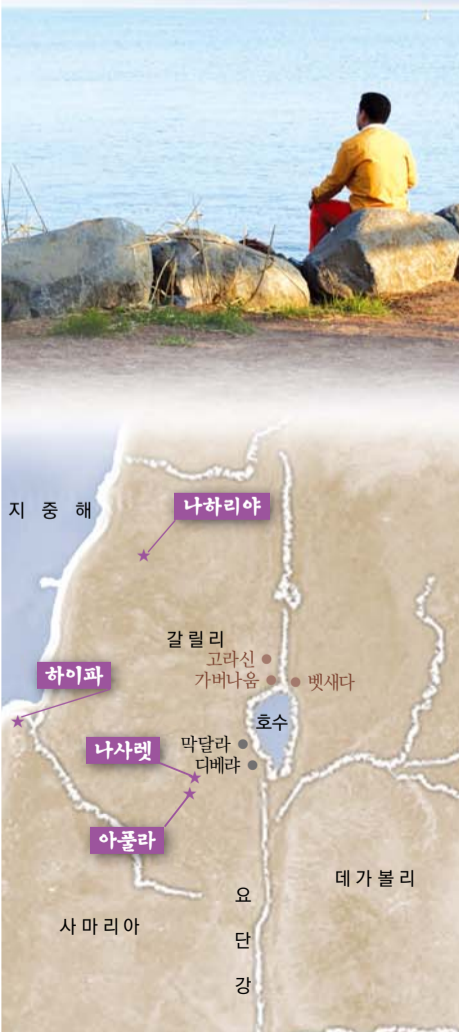 지 중 해
나하리야
갈릴리
고라신
가버나움
벳새다
하이파
호수
막달라
나사렛
디베랴
아풀라
데 가 볼 리
사 마 리 아
요
단
강